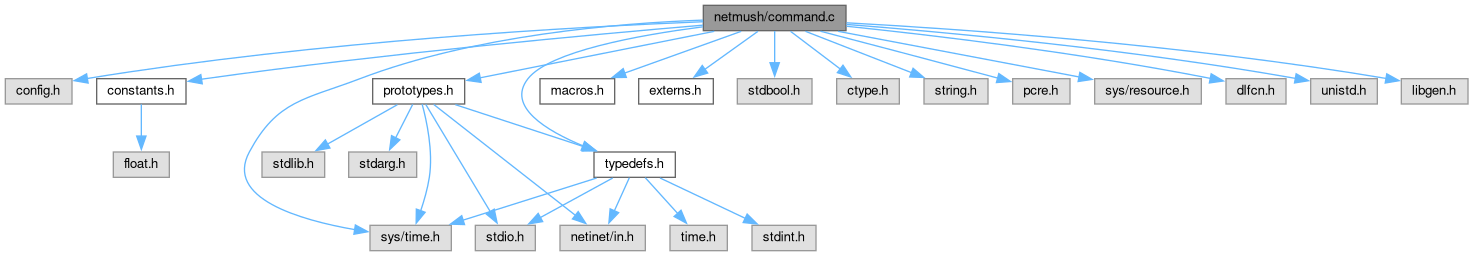 netmush/command.c
config.h
constants.h
prototypes.h
macros.h
externs.h
stdbool.h
ctype.h
string.h
pcre.h
sys/resource.h
dlfcn.h
unistd.h
libgen.h
float.h
stdlib.h
stdarg.h
typedefs.h
sys/time.h
stdio.h
netinet/in.h
time.h
stdint.h